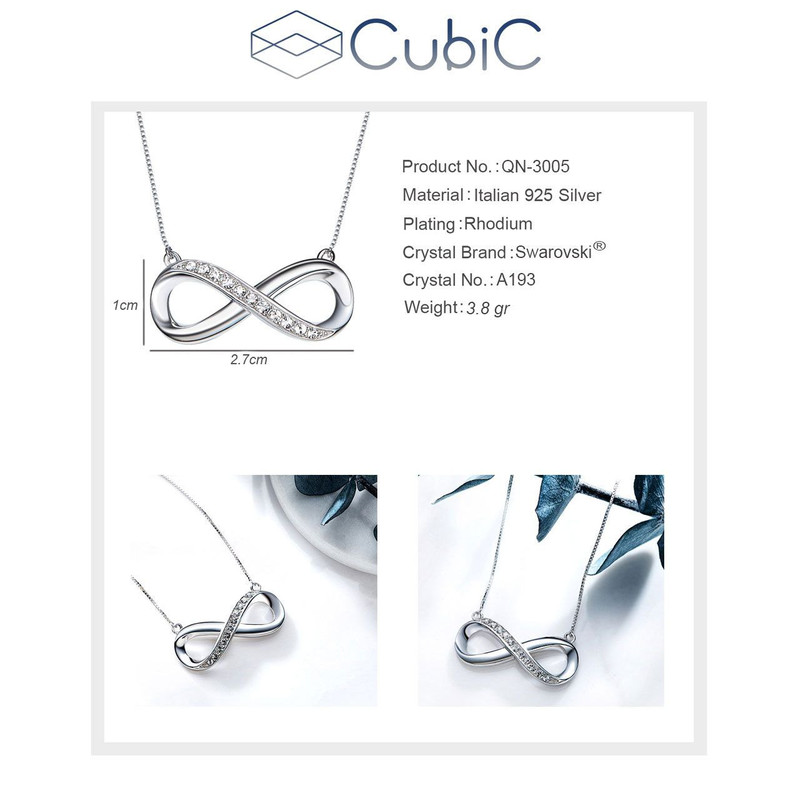 CubiC
Product No.:QN-3005
Material:Italian 925 Silver
Plating:Rhodium
Crystal Brand:Swarovski®
Crystal No.:A193
Weight:3.8 gr
1cm
2.7cm